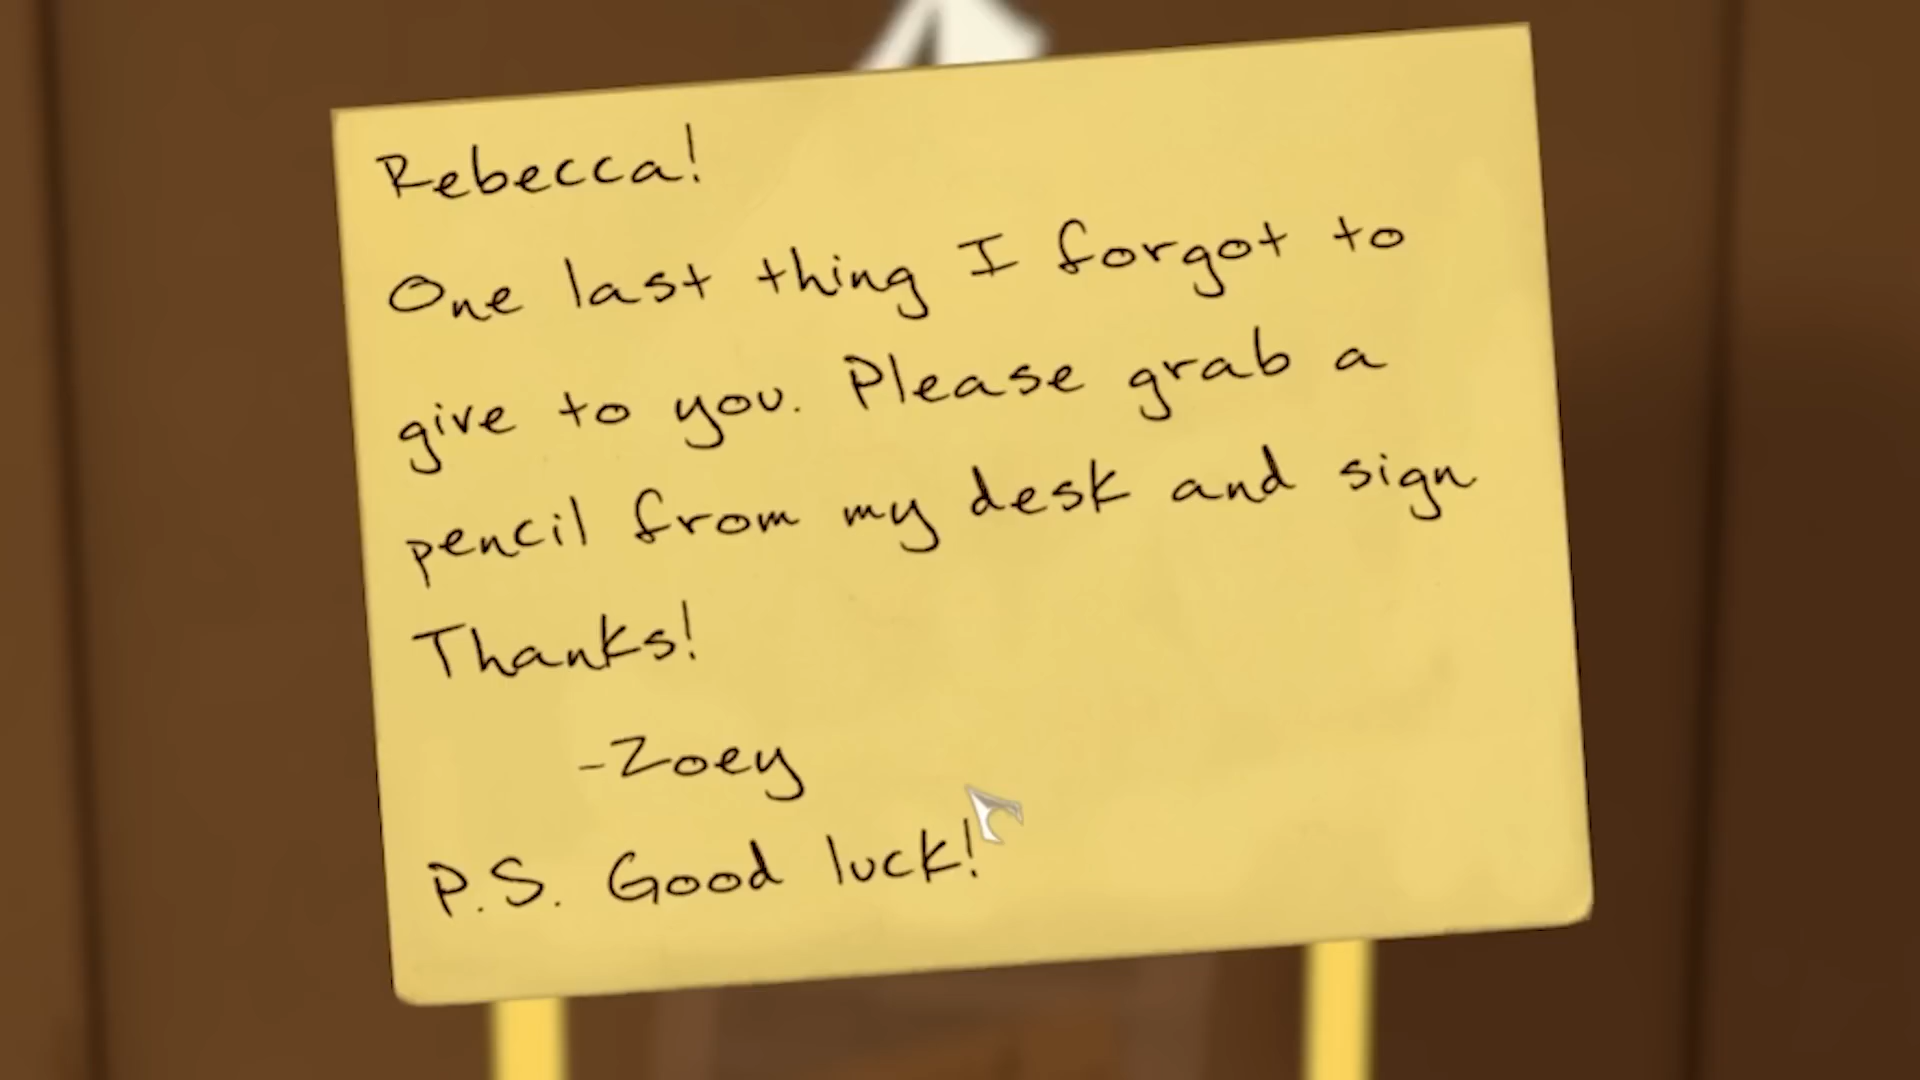 Rebecca!
One last thing I forgot to
give to you. Please grab a
pencil from my desk and sign
Thanks!
-Zoey
P.S. Good luck!